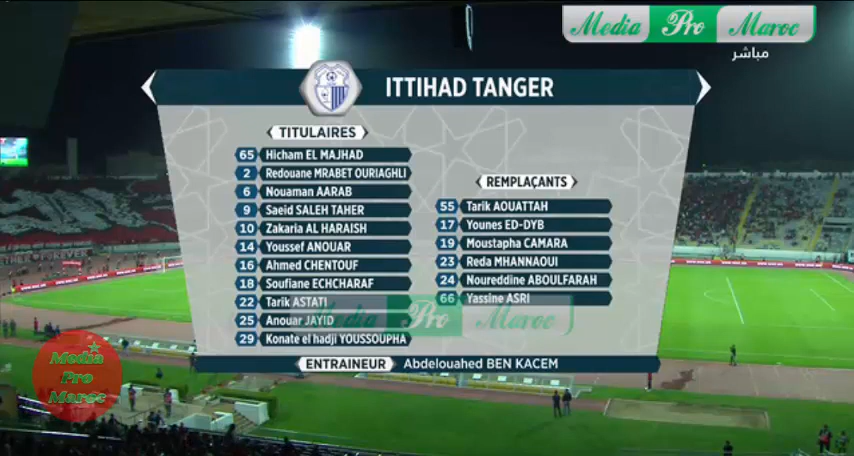 Media Pro Maroc
مباشر
ITTIHAD TANGER
TITULAIRES
65 Hicham EL MAJHAD
2 Redouane MRABET OURIAGHLI
6 Nouaman AARAB
9 Saeid SALEH TAHER
10 Zakaria AL HARAISH
14 Youssef ANOUAR
16 Ahmed CHENTOUF
18 Soufiane ECHCHARAF
22 Tarik ASTATI
25 Anouar JAYID
29 Konate el hadji YOUSSOUPHA
REMPLAÇANTS
55 Tarik AOUATTAH
17 Younes ED-DYB
19 Moustapha CAMARA
23 Reda MHANNAOUI
24 Noureddine ABOULFARAH
66 Yassine ASRI
Media Pro Maroc
ENTRAINEUR Abdelouahed BEN KACEM
Media
Pro
Maroc